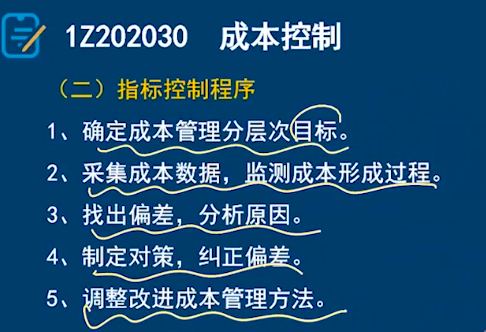 1Z202030 成本控制
（二）指标控制程序
1、确定成本管理分层次目标。
2、采集成本数据，监测成本形成过程。
3、找出偏差，分析原因。
4、制定对策，纠正偏差。
5、调整改进成本管理方法。